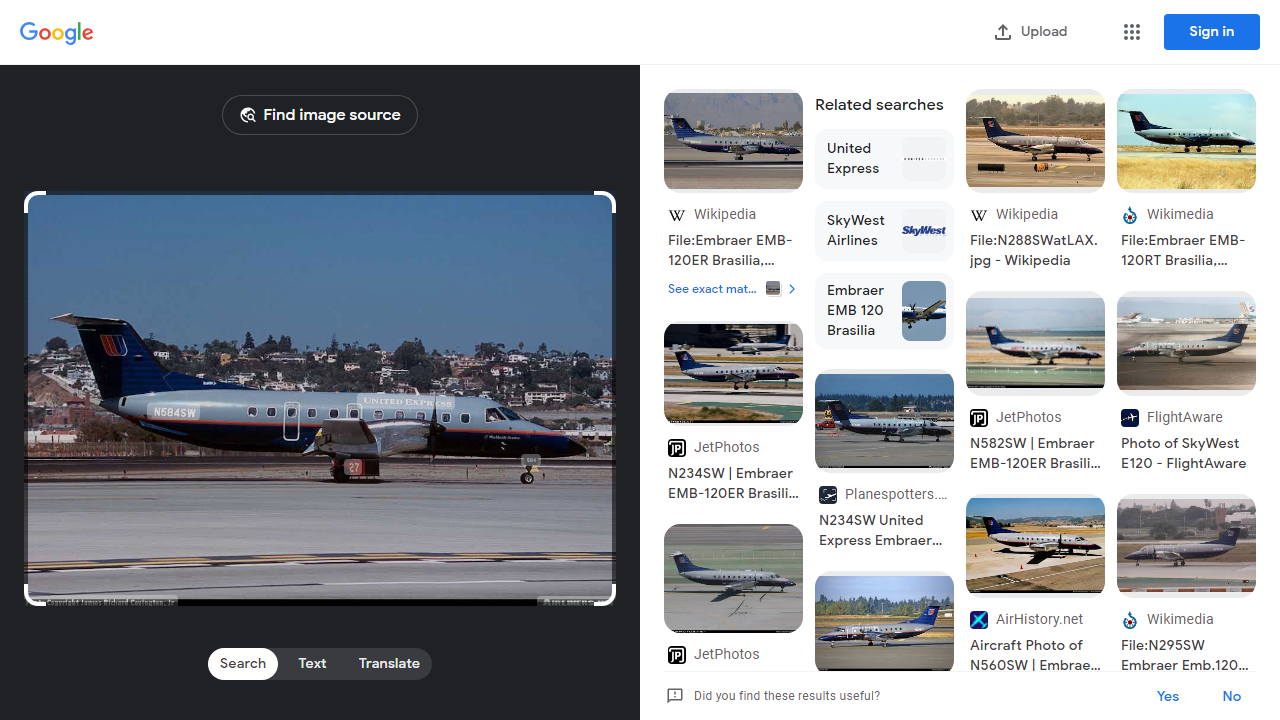 Google
Upload
Sign in
Find image source
UNITED EXPRESS
N584SW
27
Copyright James Richard Covington, Jr
Search
Text
Translate
Wikipedia
File:Embraer EMB-
120ER Brasilia,...
See exact mat...
JetPhotos
N234SW | Embraer
EMB-120ER Brasili...
JetPhotos
Related searches
United
Express
SkyWest
Airlines
SkyWest
Embraer
EMB 120
Brasilia
Planespotters....
N234SW United
Express Embraer...
Wikipedia
File:N288SWatLAX.
jpg - Wikipedia
JetPhotos
N582SW | Embraer
EMB-120ER Brasili...
AirHistory.net
Aircraft Photo of
N560SW | Embrae...
Wikimedia
File:Embraer EMB-
120RT Brasilia,...
FlightAware
Photo of SkyWest
E120 - FlightAware
Wikimedia
File:N295SW
Embraer Emb.120...
Did you find these results useful?
Yes
No